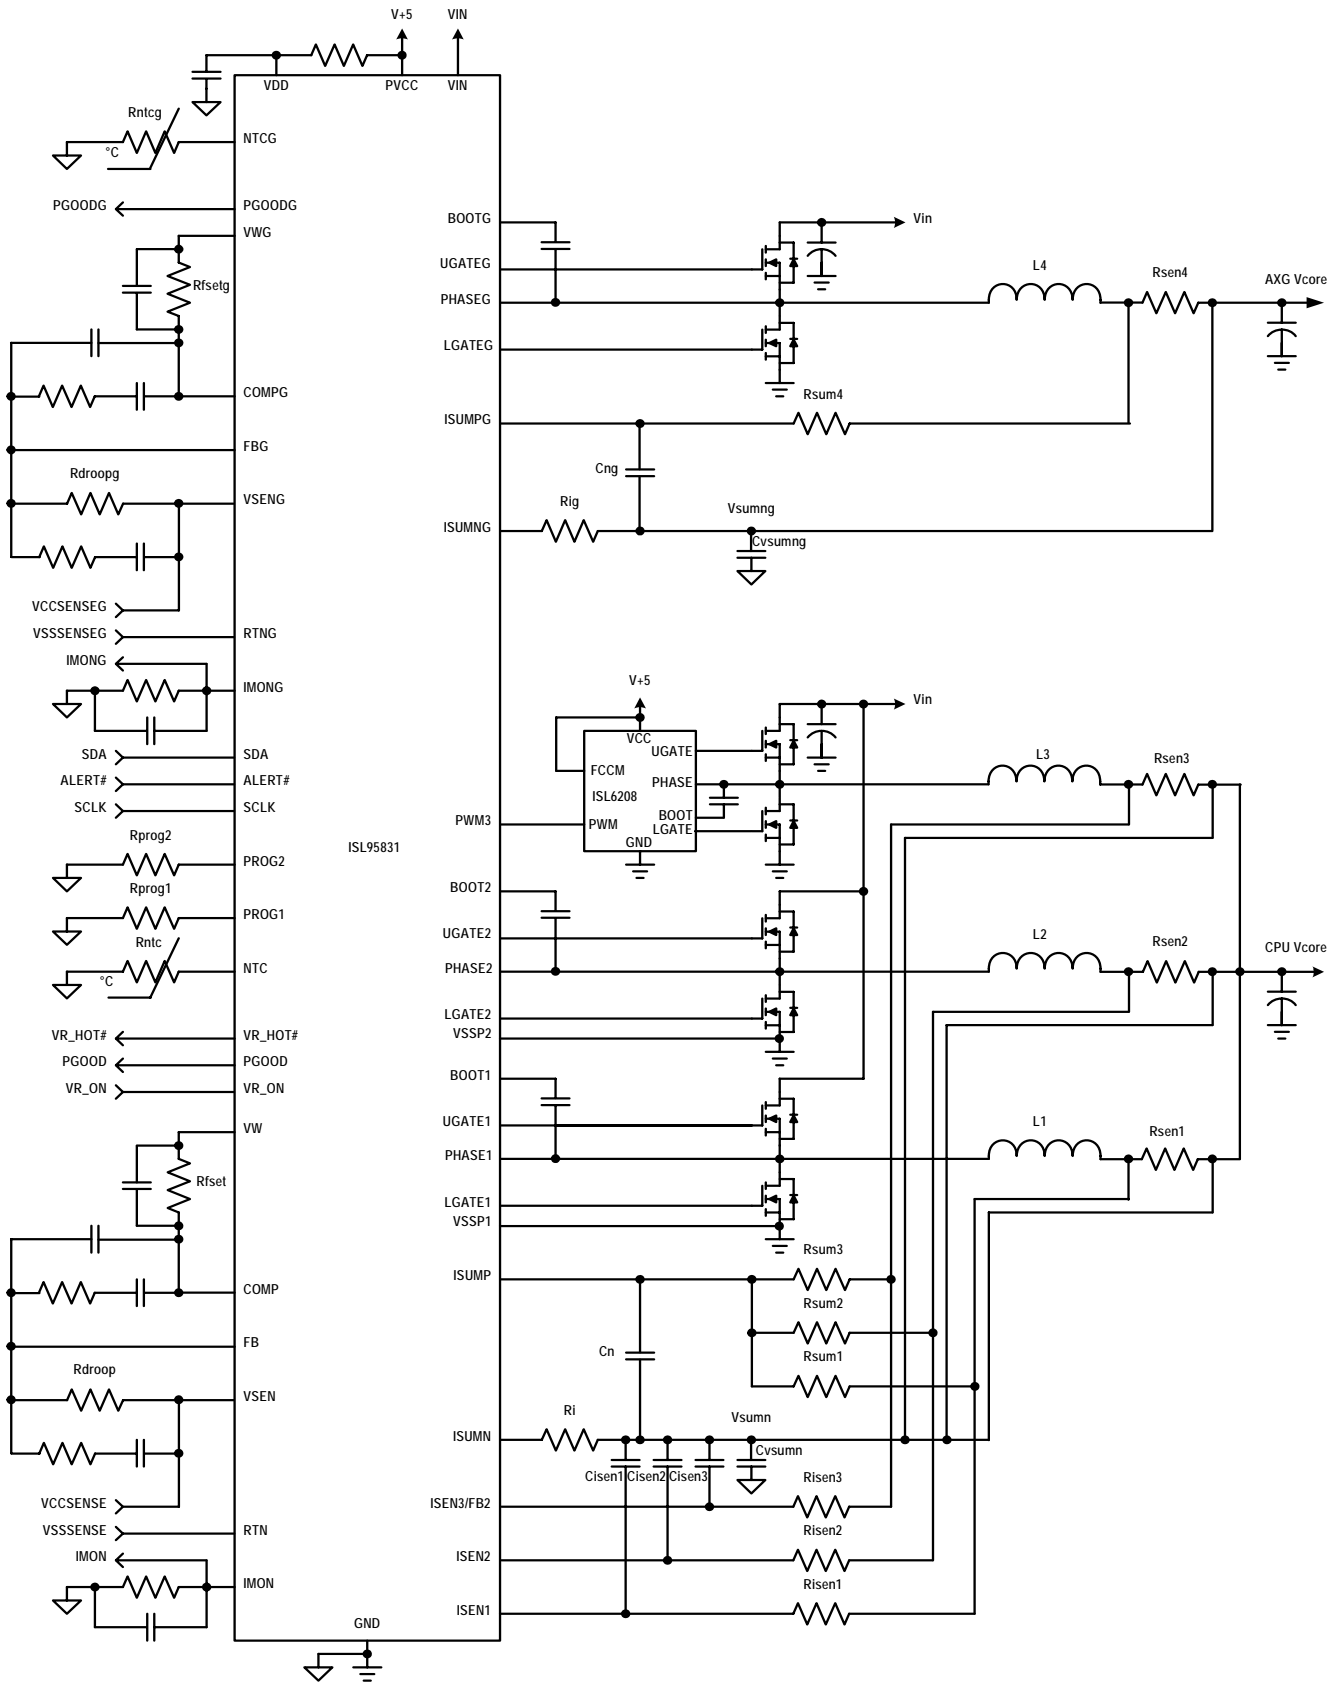 V+5 VIN
VDD PVCC VIN
Rntcg
°C
NTCG
PGOODG PGOODG
BOOTG
Vin
VWG
UGATEG
L4
Rsen4
AXG Vcore
Rfsetg
PHASEG
LGATEG
COMPG
Rsum4
ISUMPG
FBG
Cng
Rdroopg
VSENG
Rig
Vsumng
ISUMNG
Cvsumng
VCCSENSEG
VSSSENSEG RTNG
IMONG
IMONG
V+5
Vin
VCC
UGATE
SDA SDA
L3
Rsen3
FCCM
PHASE
ALERT# ALERT#
ISL6208
SCLK SCLK
BOOT
PWM3
PWM
LGATE
Rprog2
GND
ISL95831
PROG2
Rprog1
BOOT2
PROG1
UGATE2
L2
Rsen2
CPU Vcore
Rntc
°C
NTC
PHASE2
LGATE2
VR_HOT# VR_HOT#
VSSP2
PGOOD PGOOD
BOOT1
VR_ON VR_ON
UGATE1
L1
Rsen1
VW
PHASE1
Rfset
LGATE1
VSSP1
Rsum3
ISUMP
COMP
Rsum2
FB
Cn
Rsum1
Rdroop
VSEN
Ri
Vsumn
ISUMN
Cvsumn
Cisen1 Cisen2 Cisen3
Risen3
VCCSENSE
ISEN3/FB2
VSSSENSE RTN
Risen2
IMON
ISEN2
IMON
Risen1
ISEN1
GND